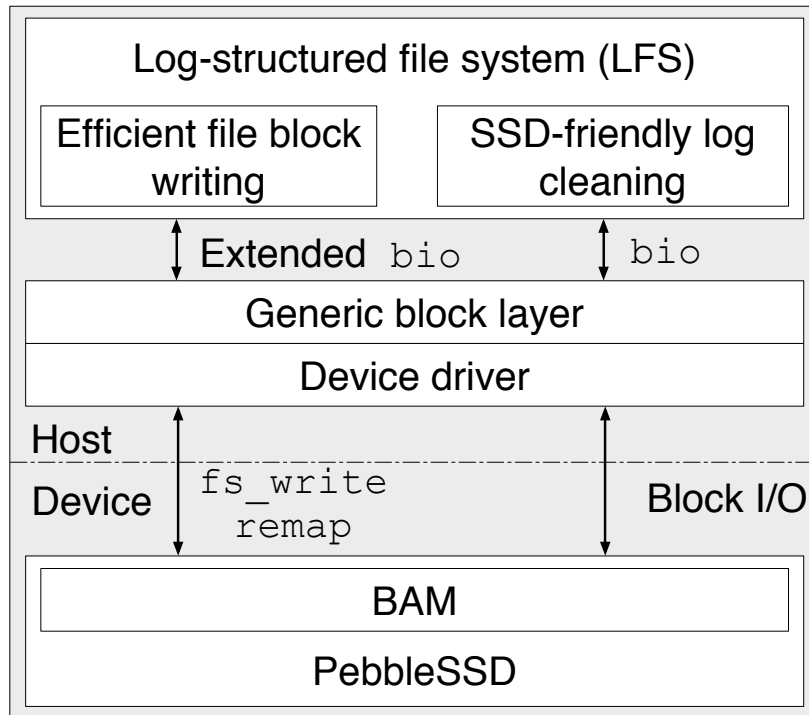 Log-structured file system (LFS)
Efficient file block
writing
SSD-friendly log
cleaning
Extended bio
bio
Generic block layer
Device driver
Host
Device
fs_write
remap
Block I/O
BAM
PebbleSSD